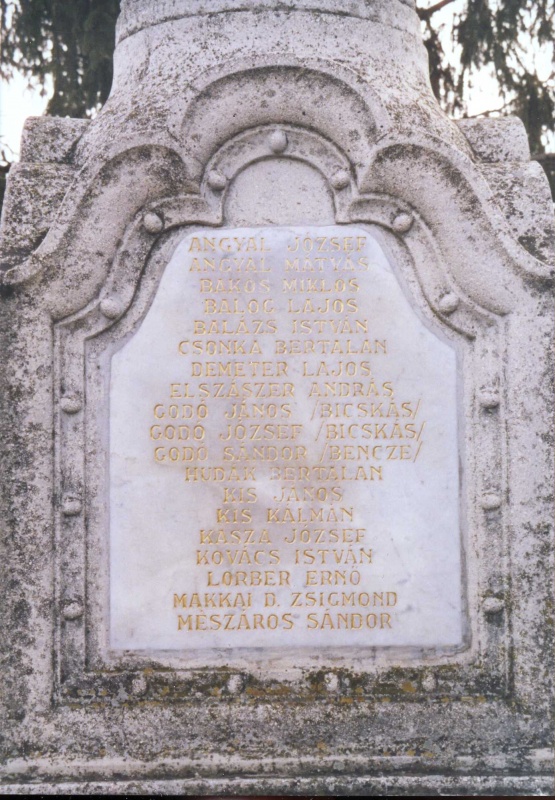 ANGYAL JÓZSEF
ANGYAL MÁTYÁS
BAKOS MIKLÓS
BALOG LAJOS
BALÁZS ISTVÁN
CSONKA BERTALAN
DEMETER LAJOS
ELSZÁSZER ANDRÁS
GODÓ JÁNOS /BICSKÁS/
GODÓ JÓZSEF /BICSKÁS/
GODÓ SÁNDOR /BENCZE/
HUDÁK BERTALAN
KIS JÁNOS
KIS KÁLMÁN
KASZA JÓZSEF
KOVÁCS ISTVÁN
LORBER ERNŐ
MAKKAI D. ZSIGMOND
MÉSZÁROS SÁNDOR